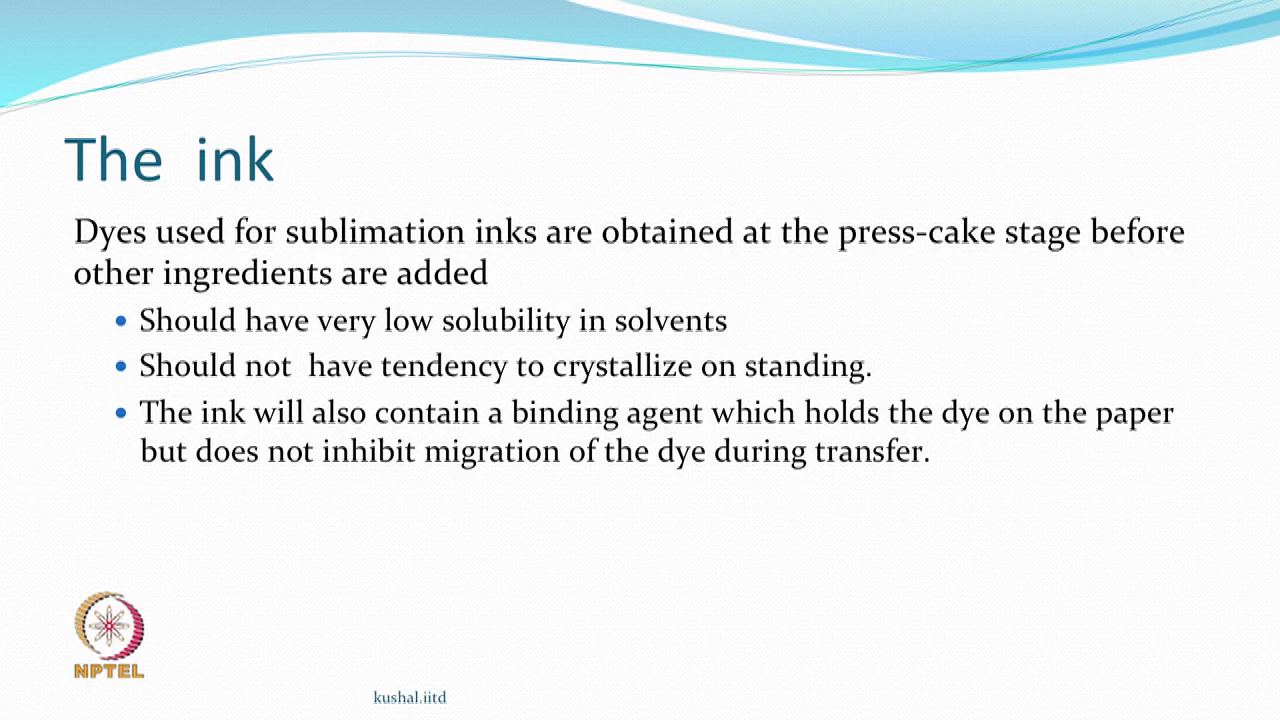 The ink
Dyes used for sublimation inks are obtained at the press-cake stage before
other ingredients are added
• Should have very low solubility in solvents
• Should not have tendency to crystallize on standing.
• The ink will also contain a binding agent which holds the dye on the paper
but does not inhibit migration of the dye during transfer.
NPTEL
kushal.iitd